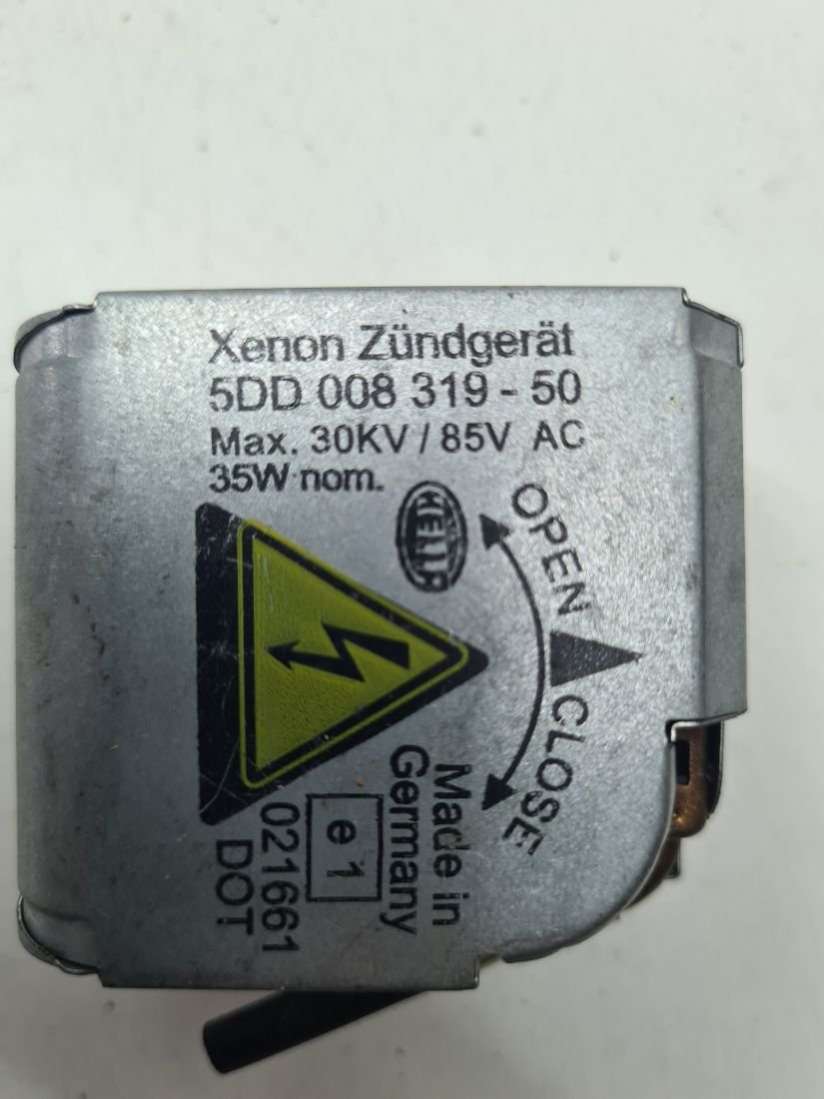 Xenon Zündgerät
5DD 008 319 - 50
Max. 30KV / 85V AC
35W nom.
HELLA
OPEN
CLOSE
Made in
Germany
e 1
021661
DOT